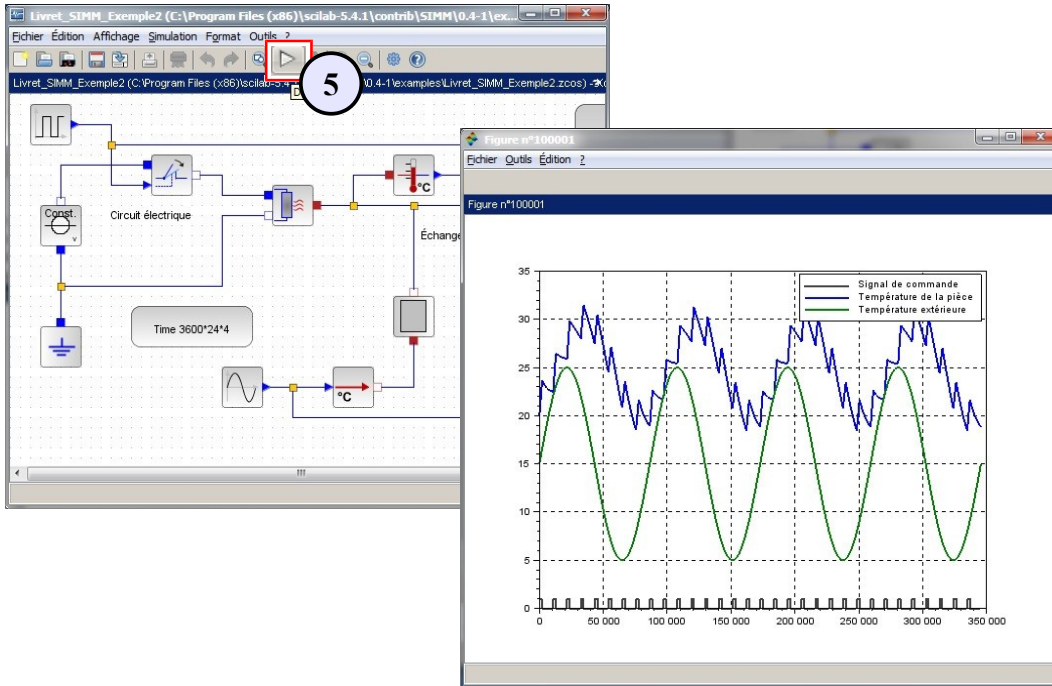 Livret_SIMM_Exemple2 (C:\Program Files (x86)\scilab-5.4.1\contrib\SIMM\0.4-1\ex...
Fichier Édition Affichage Simulation Format Outils ?
5
Livret_SIMM_Exemple2 (C:\Program Files (x86)\scilab-5.4. \0.4-1\examples\Livret_SIMM_Exemple2.zcos) -
D
Const.
v
Circuit électrique
°C
Échange
Time 3600*24*4
°C
Figure n°100001
Fichier Outils Édition ?
Figure n°100001
Signal de commande
Température de la pièce
Température extérieure
35
30
25
20
15
10
5
0
0 50 000 100 000 150 000 200 000 250 000 300 000 350 000